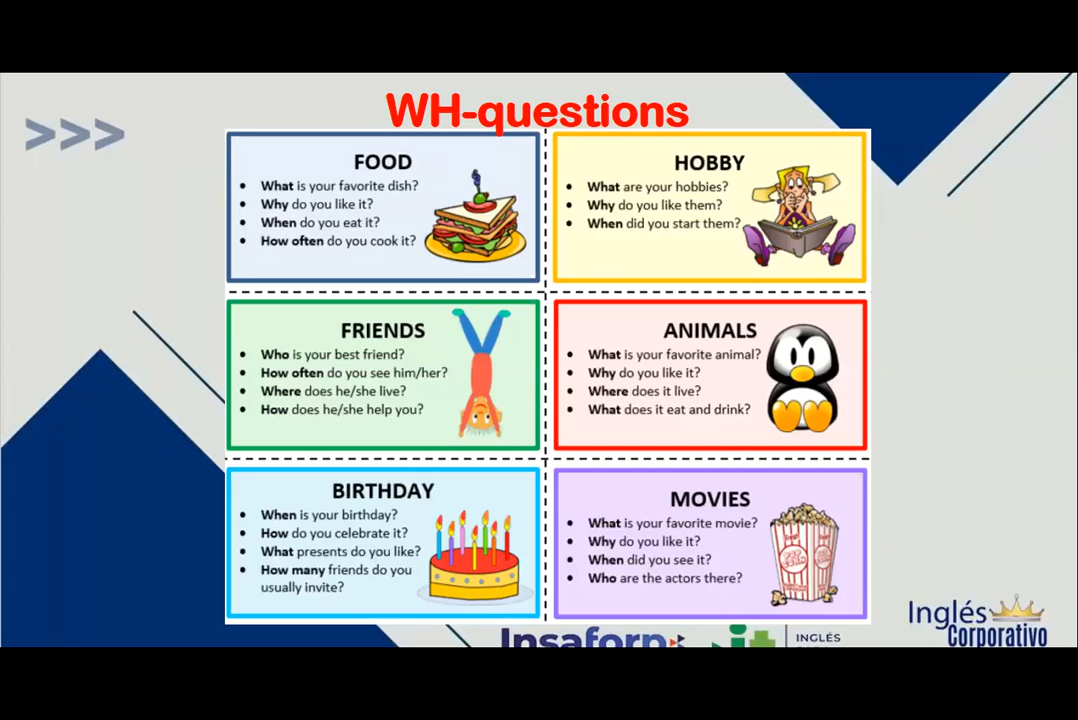 WH-questions
FOOD
What is your favorite dish?
Why do you like it?
When do you eat it?
How often do you cook it?
HOBBY
What are your hobbies?
Why do you like them?
When did you start them?
FRIENDS
Who is your best friend?
How often do you see him/her?
Where does he/she live?
How does he/she help you?
ANIMALS
What is your favorite animal?
Why do you like it?
Where does it live?
What does it eat and drink?
BIRTHDAY
When is your birthday?
How do you celebrate it?
What presents do you like?
How many friends do you
usually invite?
MOVIES
What is your favorite movie?
Why do you like it?
When did you see it?
Who are the actors there?
POP
CORN
Insaforp
INGLÉS
Inglés
Corporativo